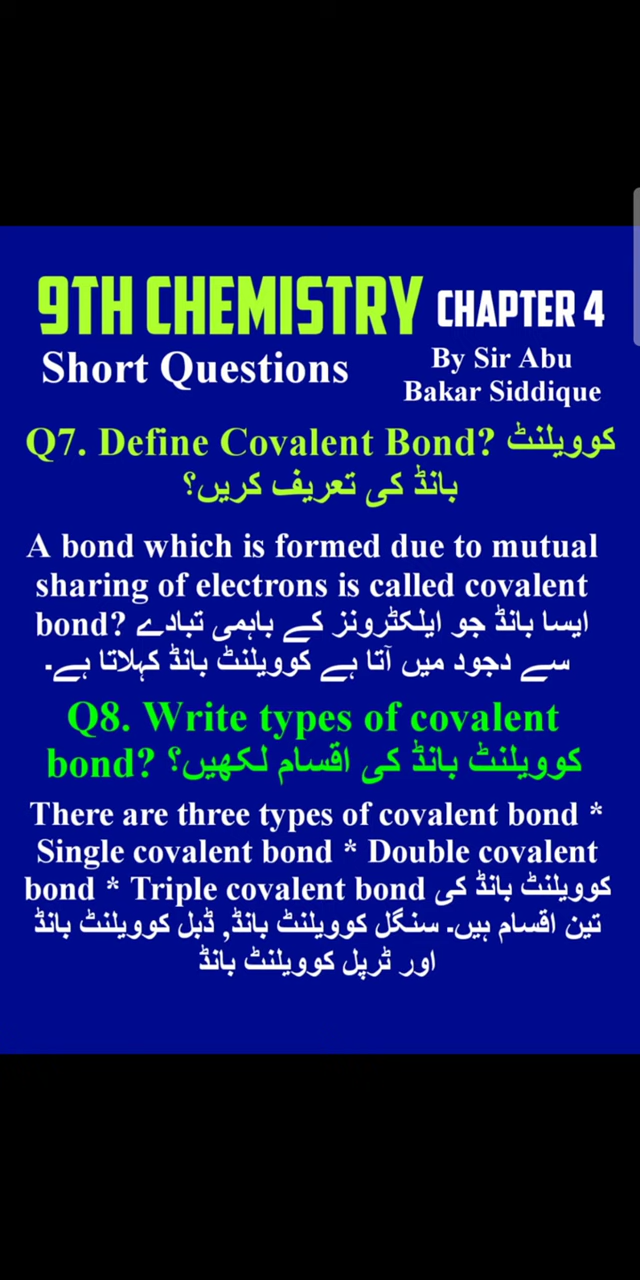 9TH CHEMISTRY CHAPTER 4
Short Questions
By Sir Abu
Bakar Siddique
Q7. Define Covalent Bond? کوویلنٹ
بانڈ کی تعریف کریں؟
A bond which is formed due to mutual
sharing of electrons is called covalent
bond? ایسا بانڈ جو ایلکٹرونز کے باہمی تبادے
سے دجود میں آتا ہے کوویلنٹ بانڈ کہلاتا ہے۔
Q8. Write types of covalent
bond? کوویلنٹ بانڈ کی اقسام لکھیں؟
There are three types of covalent bond *
Single covalent bond * Double covalent
bond * Triple covalent bond کوویلنٹ بانڈ کی
تین اقسام ہیں۔ سنگل کوویلنٹ بانڈ, ڈبل کوویلنٹ بانڈ
اور ٹرپل کوویلنٹ بانڈ